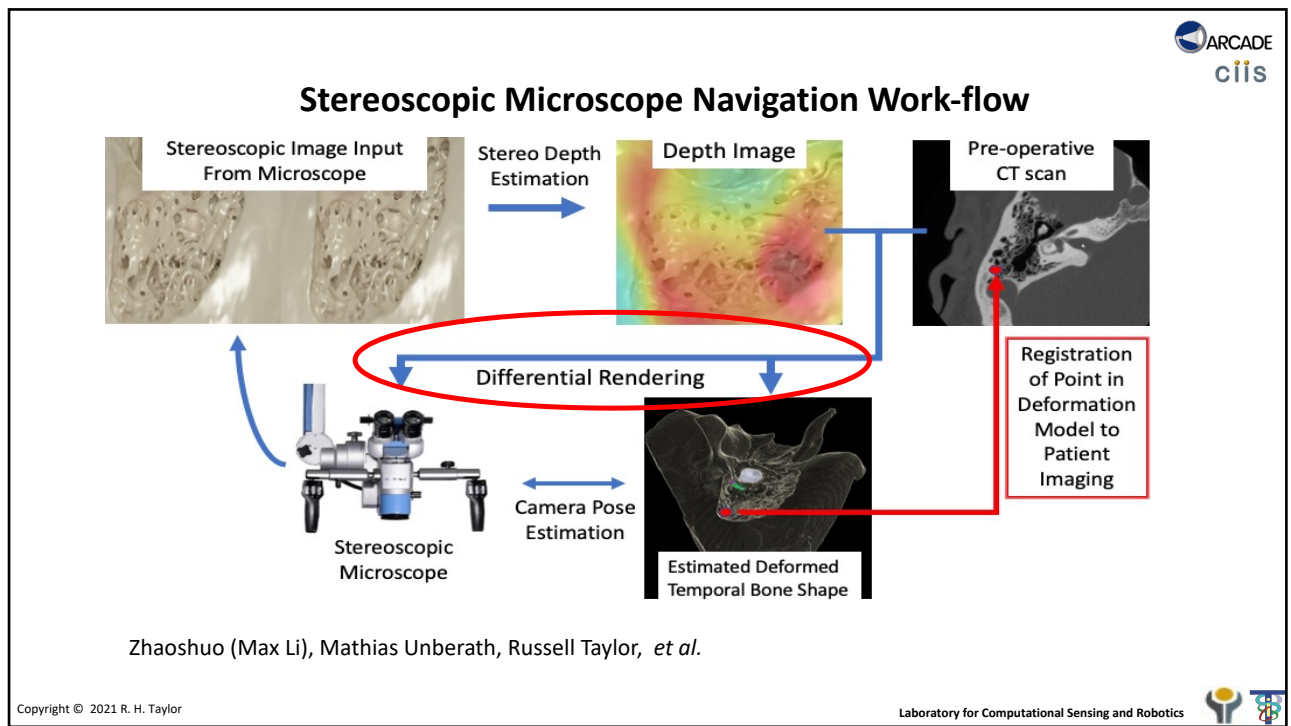 ARCADE
ciis
Stereoscopic Microscope Navigation Work-flow
Stereoscopic Image Input
From Microscope
Stereo Depth
Estimation
Depth Image
Pre-operative
CT scan
Differential Rendering
Registration
of Point in
Deformation
Model to
Patient
Imaging
Camera Pose
Estimation
Stereoscopic
Microscope
Estimated Deformed
Temporal Bone Shape
Zhaoshuo (Max Li), Mathias Unberath, Russell Taylor, et al.
Copyright © 2021 R. H. Taylor
Laboratory for Computational Sensing and Robotics